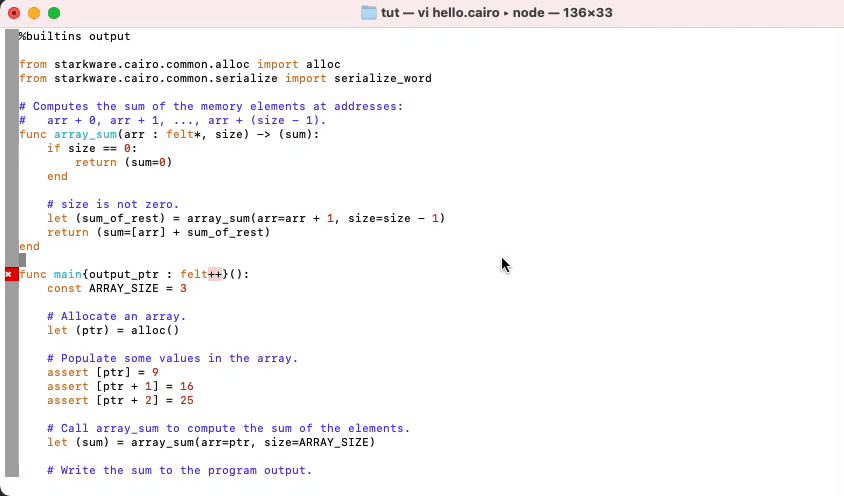 tut — vi hello.cairo ▸ node — 136×33
%builtins output
from starkware.cairo.common.alloc import alloc
from starkware.cairo.common.serialize import serialize_word
# Computes the sum of the memory elements at addresses:
#   arr + 0, arr + 1, ..., arr + (size - 1).
func array_sum(arr : felt*, size) -> (sum):
    if size == 0:
        return (sum=0)
    end
    # size is not zero.
    let (sum_of_rest) = array_sum(arr=arr + 1, size=size - 1)
    return (sum=[arr] + sum_of_rest)
end
✖ func main{output_ptr : felt++}():
    const ARRAY_SIZE = 3
    # Allocate an array.
    let (ptr) = alloc()
    # Populate some values in the array.
    assert [ptr] = 9
    assert [ptr + 1] = 16
    assert [ptr + 2] = 25
    # Call array_sum to compute the sum of the elements.
    let (sum) = array_sum(arr=ptr, size=ARRAY_SIZE)
    # Write the sum to the program output.